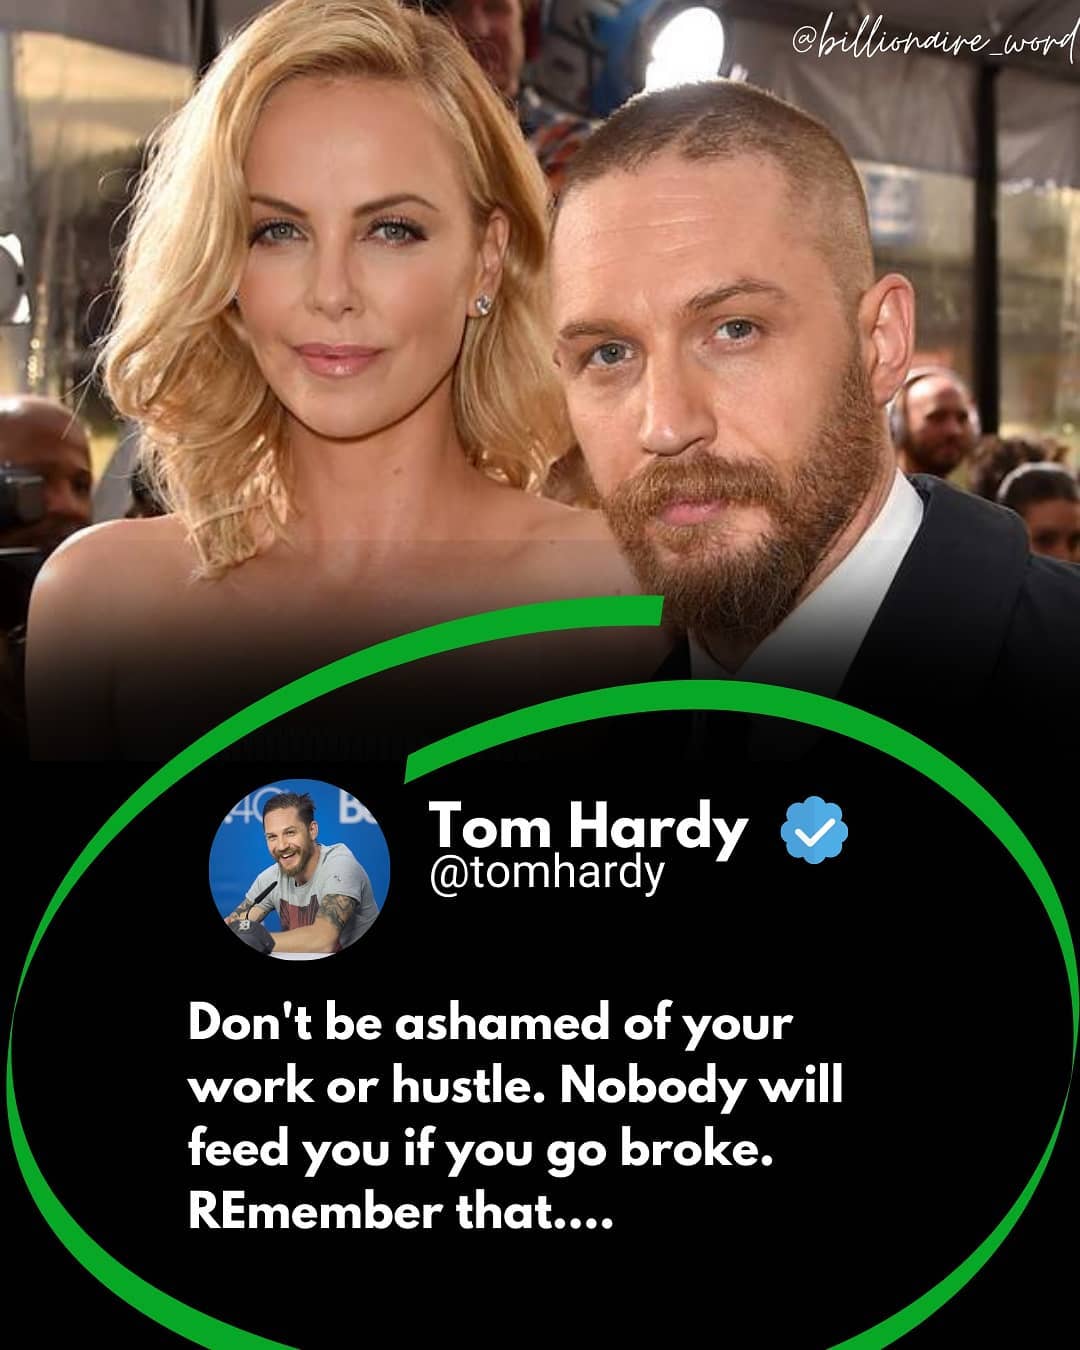 @billionaire_word
Tom Hardy
@tomhardy
Don't be ashamed of your
work or hustle. Nobody will
feed you if you go broke.
REmember that....